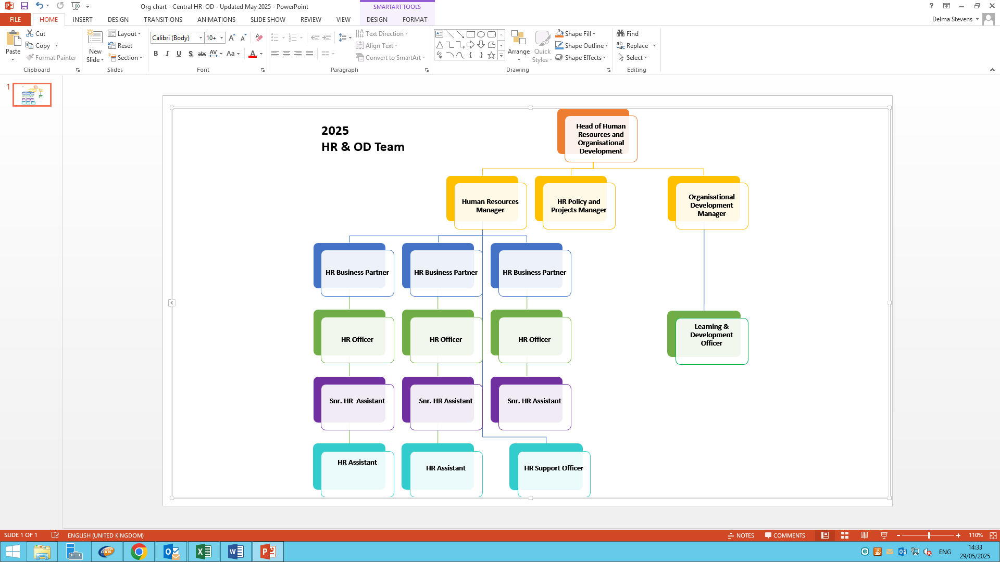 Org chart - Central HR  OD - Updated May 2025 - PowerPoint
SMARTART TOOLS
?
FILE
HOME
INSERT
DESIGN
TRANSITIONS
ANIMATIONS
SLIDE SHOW
REVIEW
VIEW
DESIGN
FORMAT
Delma Stevens
Paste
Cut
Copy
Format Painter
Clipboard
New
Slide
Layout
Reset
Section
Slides
Calibri (Body)
10+
B I U S abc AV Aa A
Font
Text Direction
Align Text
Convert to SmartArt
Paragraph
Arrange
Quick
Styles
Shape Fill
Shape Outline
Shape Effects
Drawing
Find
Replace
Select
Editing
1
2025
HR & OD Team
Head of Human
Resources and
Organisational
Development
Human Resources
Manager
HR Policy and
Projects Manager
Organisational
Development
Manager
HR Business Partner
HR Business Partner
HR Business Partner
HR Officer
HR Officer
HR Officer
Learning &
Development
Officer
Snr. HR  Assistant
Snr. HR Assistant
Snr. HR Assistant
HR Assistant
HR Assistant
HR Support Officer
SLIDE 1 OF 1
ENGLISH (UNITED KINGDOM)
NOTES
COMMENTS
110%
chris
ENG
14:33
29/05/2025